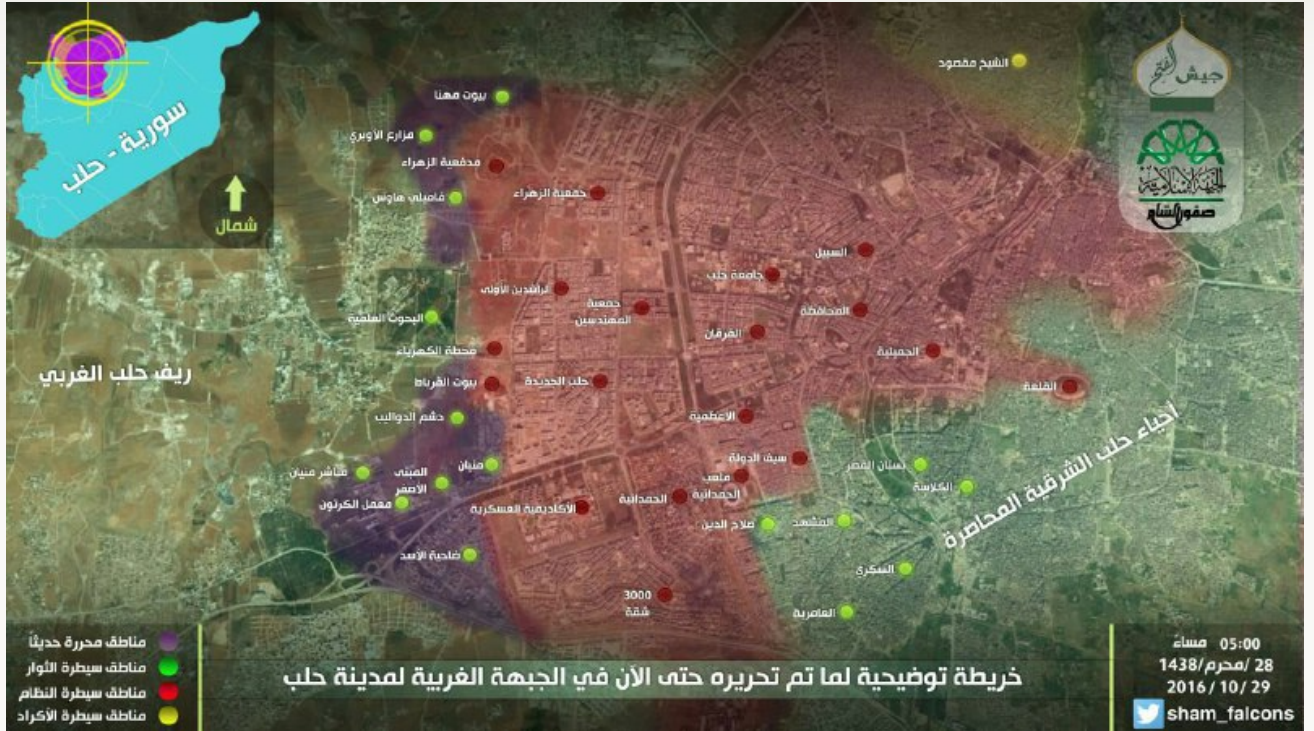 سورية - حلب
شمال
جيش الفتح
الجبهة الإسلامية
صقور الشام
الشيخ مقصود
بيوت مهنا
مزارع الأوبري
مدفعية الزهراء
جمعية الزهراء
فاميلي هاوس
السبيل
جامعة حلب
الراشدين الأولى
جمعية
المهندسين
المحافظة
البحوث العلمية
الفرقان
محطة الكهرباء
الجميلية
ريف حلب الغربي
بيوت القرباط
حلب الجديدة
القلعة
دشم الدواليب
الاعظمية
أحياء حلب الشرقية المحاصرة
سيف الدولة
بستان القصر
منيان
مناشر منيان
المبنى
الاصفر
ملعب
الحمدانية
الحمدانية
الكلاسة
معمل الكرتون
الأكاديمية العسكرية
صلاح الدين
المشهد
ضاحية الاسد
السكري
3000
شقة
العامرية
مناطق محررة حديثاً
مناطق سيطرة الثوار
مناطق سيطرة النظام
مناطق سيطرة الأكراد
خريطة توضيحية لما تم تحريره حتى الآن في الجبهة الغربية لمدينة حلب
05:00 مساءً
28 /محرم/1438
2016 / 10 / 29
sham_falcons